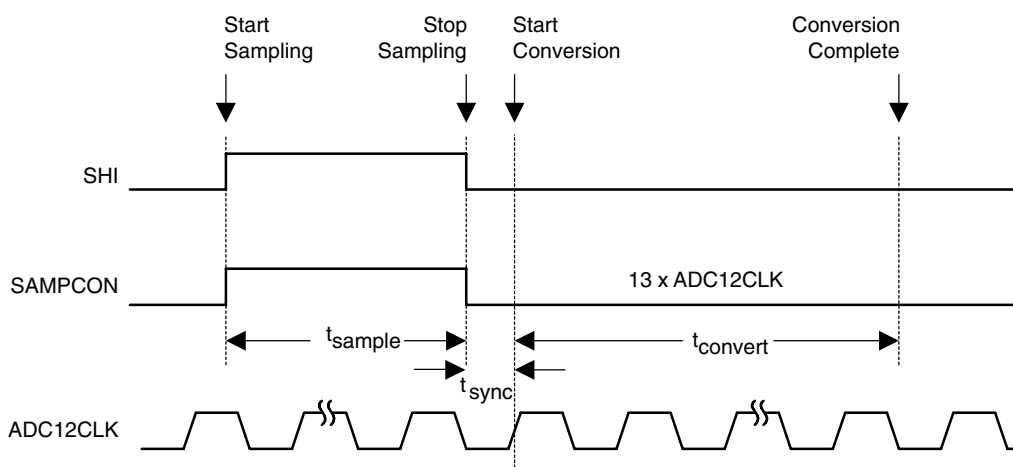 Start
Sampling
Stop
Sampling
Start
Conversion
Conversion
Complete
SHI
SAMPCON
13 x ADC12CLK
tsample
tconvert
tsync
ADC12CLK